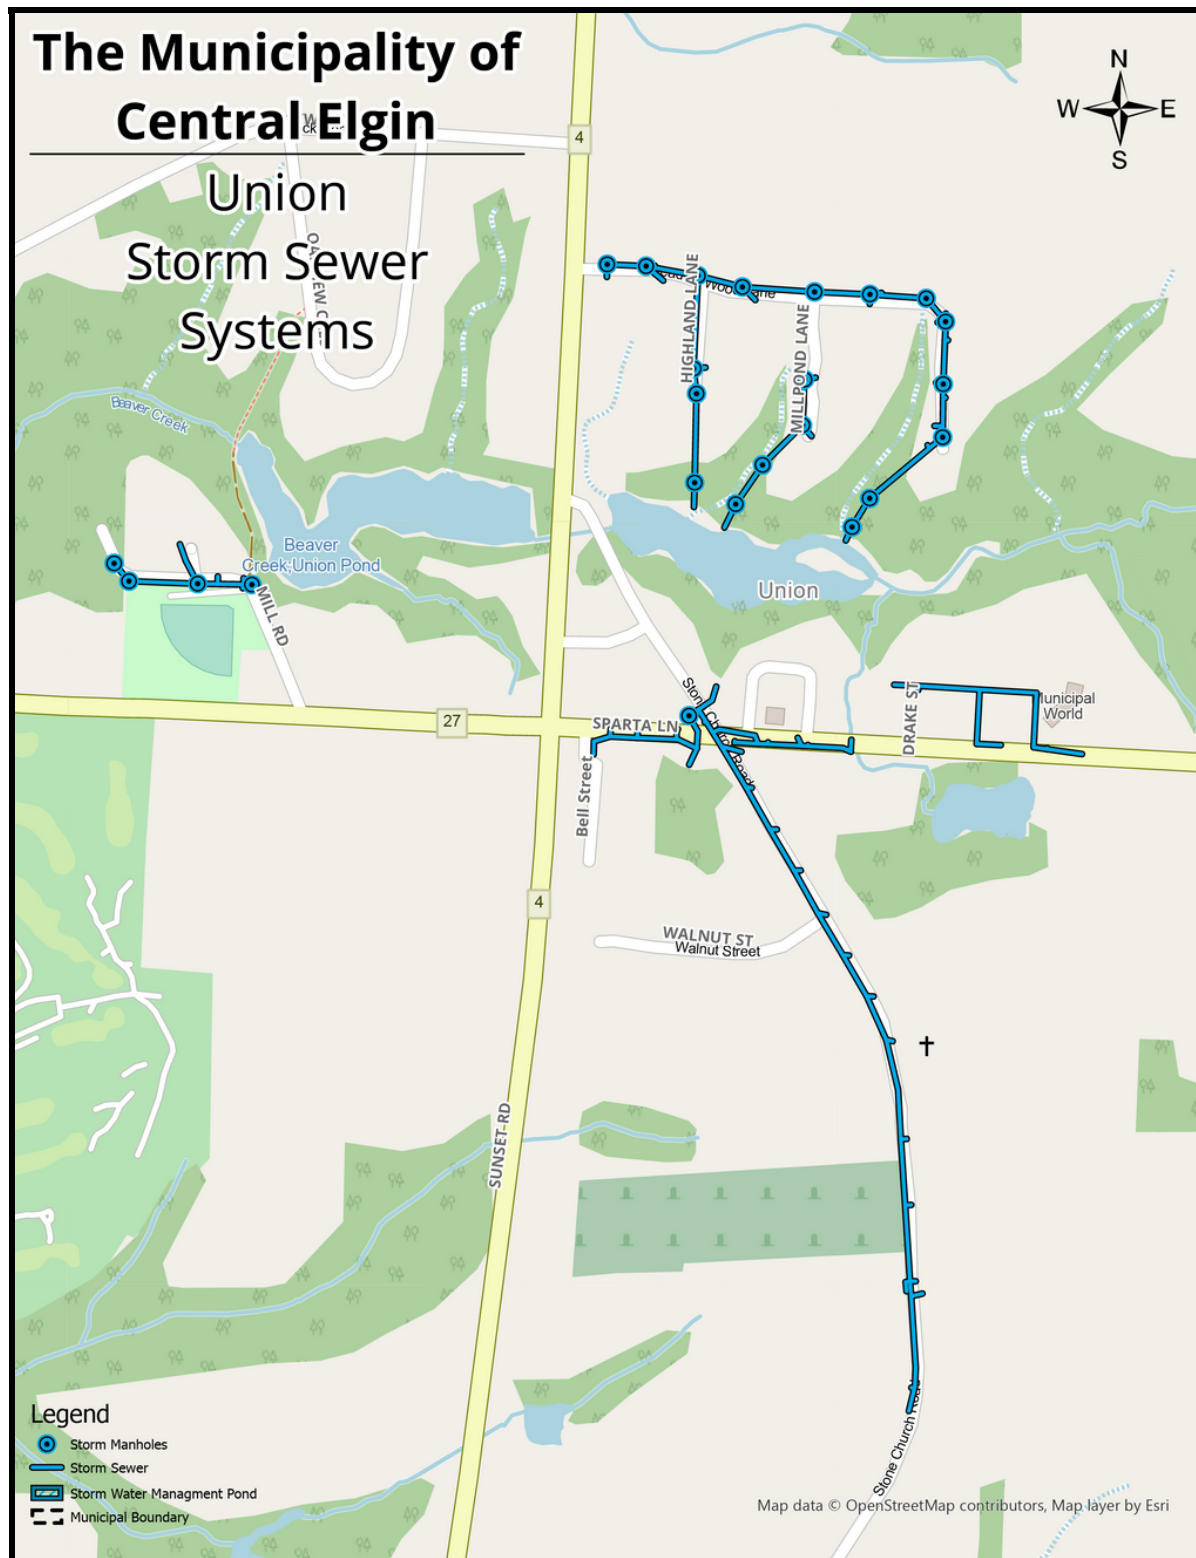 The Municipality of
Central Elgin
Union
Storm Sewer
Systems
N
W E
S
4
HIGHLAND LANE
MILLPOND LANE
Beaver Creek
Beaver
Creek,Union Pond
Union
MILL RD
27
SPARTA LN
Bell Street
Stone Church Road
DRAKE ST
Municipal
World
4
WALNUT ST
Walnut Street
SUNSET RD
Stone Church Road
Legend
Storm Manholes
Storm Sewer
Storm Water Managment Pond
Municipal Boundary
Map data © OpenStreetMap contributors, Map layer by Esri